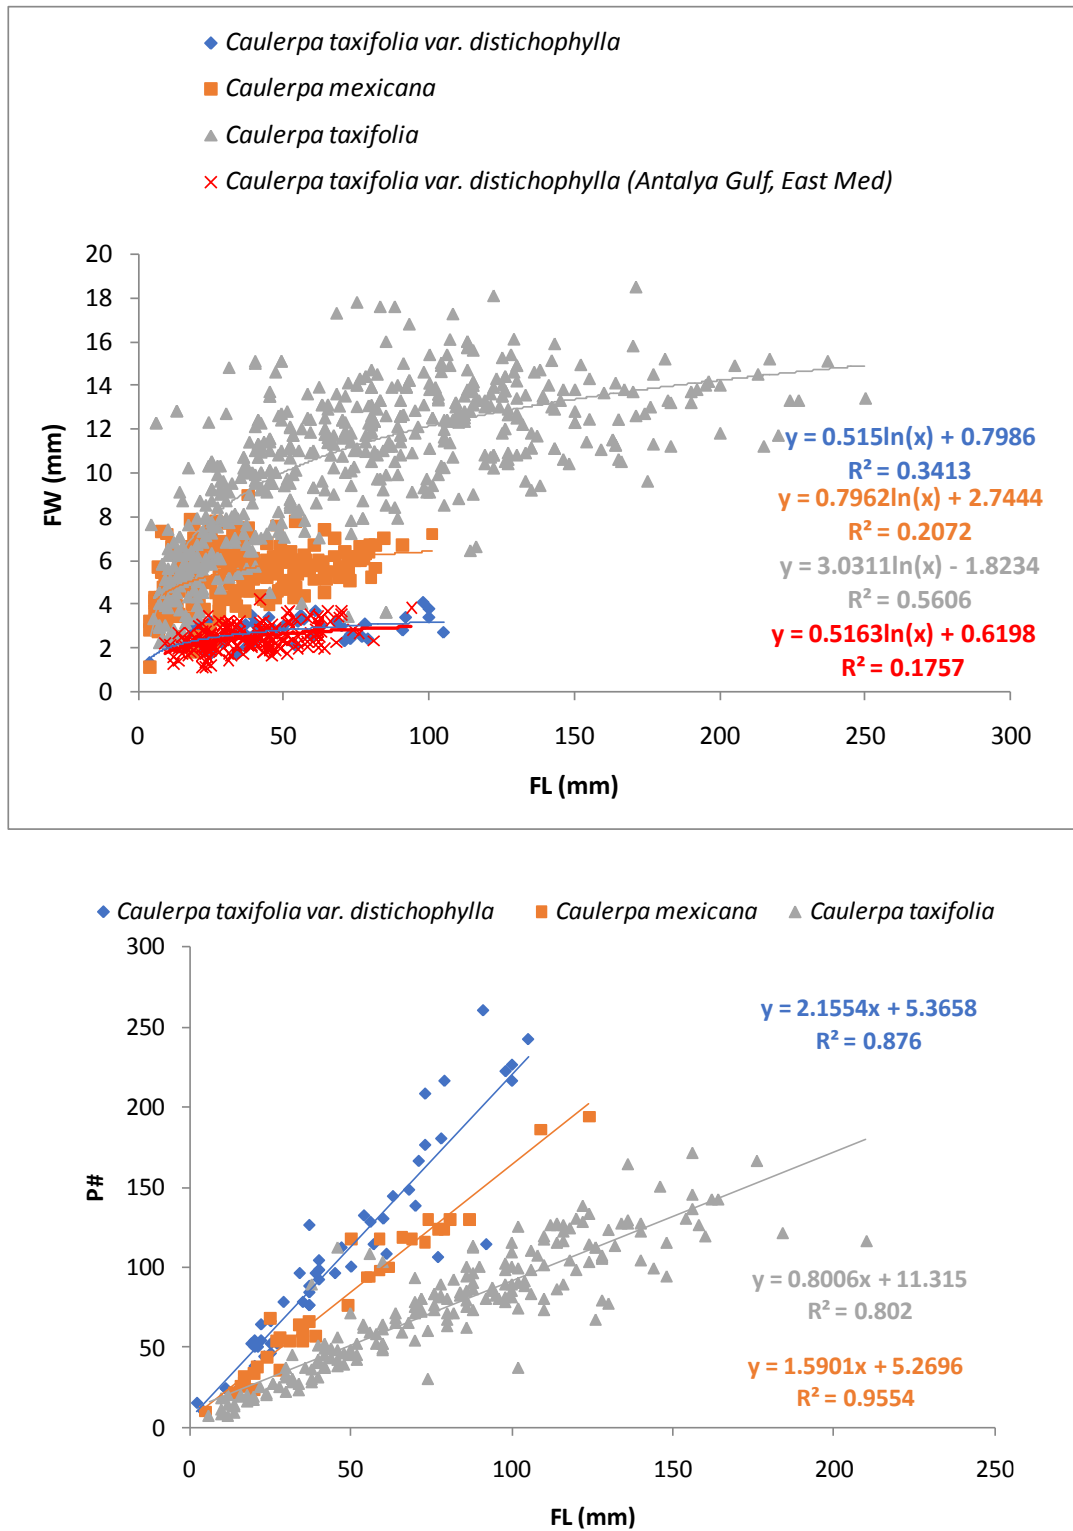 Caulerpa taxifolia var. distichophylla
Caulerpa mexicana
Caulerpa taxifolia
Caulerpa taxifolia var. distichophylla (Antalya Gulf, East Med)
20
18
16
14
12
10
8
6
4
2
0
FW (mm)
y = 0.515ln(x) + 0.7986
R² = 0.3413
y = 0.7962ln(x) + 2.7444
R² = 0.2072
y = 3.0311ln(x) - 1.8234
R² = 0.5606
y = 0.5163ln(x) + 0.6198
R² = 0.1757
0 50 100 150 200 250 300
FL (mm)
Caulerpa taxifolia var. distichophylla Caulerpa mexicana Caulerpa taxifolia
300
250
200
150
100
50
0
P#
y = 2.1554x + 5.3658
R² = 0.876
y = 0.8006x + 11.315
R² = 0.802
y = 1.5901x + 5.2696
R² = 0.9554
0 50 100 150 200 250
FL (mm)